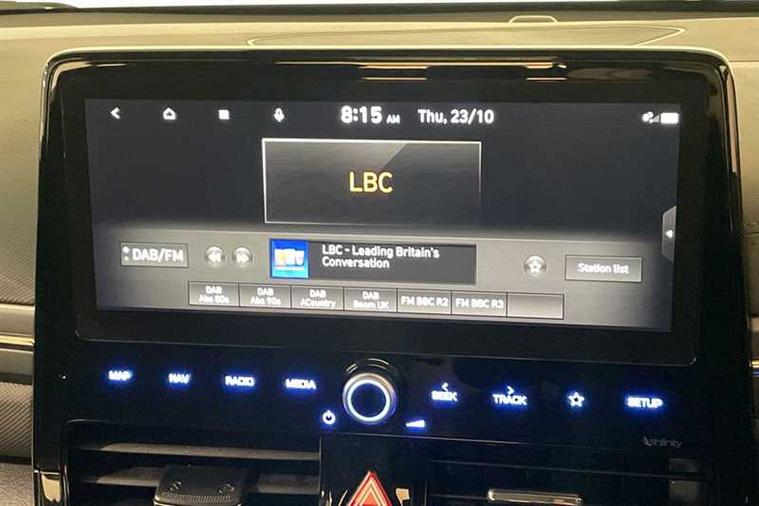 8:15 AM Thu, 23/10
LBC
DAB/FM
LBC - Leading Britain's
Conversation
Station list
DAB
Abs 80s
DAB
Abs 90s
DAB
ACountry
DAB
Boom UK
FM BBC R2
FM BBC R3
MAP
NAV
RADIO
MEDIA
SEEK
TRACK
SETUP
infinity